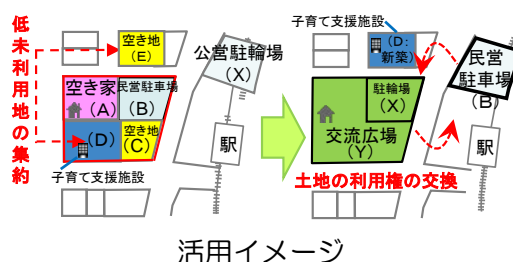 低未利用地の集約
空き地
(E)
公営駐輪場
(X)
空き家
(A)
民営駐車場
(B)
(D)
空き地
(C)
駅
子育て支援施設
子育て支援施設
(D:
新築)
民営
駐車場
(B)
駐輪場
(X)
交流広場
(Y)
駅
土地の利用権の交換
活用イメージ